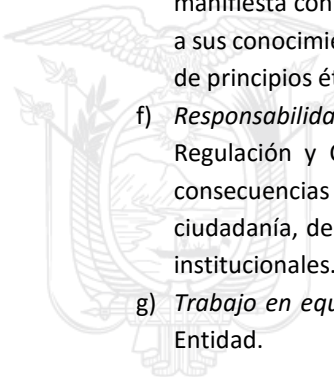 manifiesta con
a sus conocimie
de principios ét
f) Responsabilida
Regulación y
consecuencias
ciudadanía, de
institucionales.
g) Trabajo en equ
Entidad.